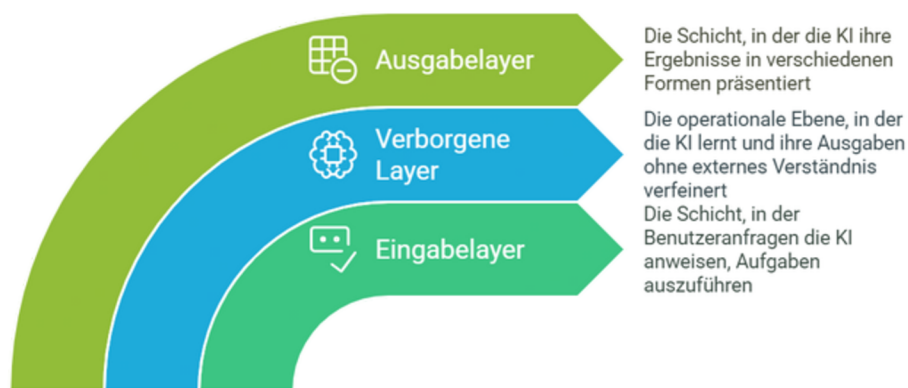 Ausgabelayer
Die Schicht, in der die KI ihre
Ergebnisse in verschiedenen
Formen präsentiert
Verborgene
Layer
Die operationale Ebene, in der
die KI lernt und ihre Ausgaben
ohne externes Verständnis
verfeinert
Eingabelayer
Die Schicht, in der
Benutzeranfragen die KI
anweisen, Aufgaben
auszuführen